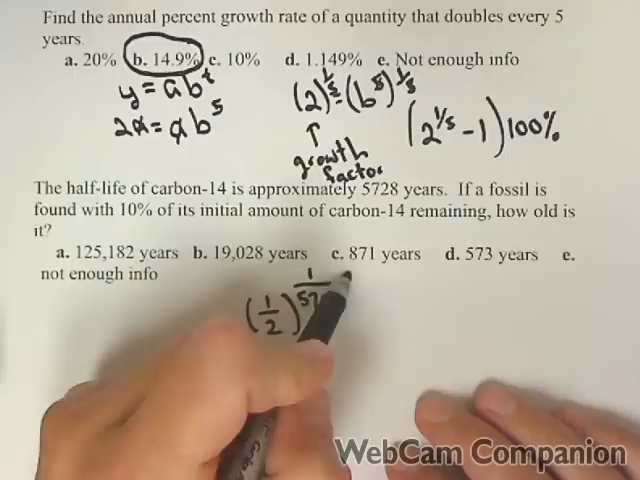 Find the annual percent growth rate of a quantity that doubles every 5
years.
a. 20% b. 14.9% c. 10% d. 1.149% e. Not enough info
y = ab^t (2)^1/5 = (b^5)^1/5
2a = ab^5 (2^1/5 - 1) 100%
↑
growth
factor
The half-life of carbon-14 is approximately 5728 years. If a fossil is
found with 10% of its initial amount of carbon-14 remaining, how old is
it?
a. 125,182 years b. 19,028 years c. 871 years d. 573 years e.
not enough info
(1/2)^1/57
WebCam Companion